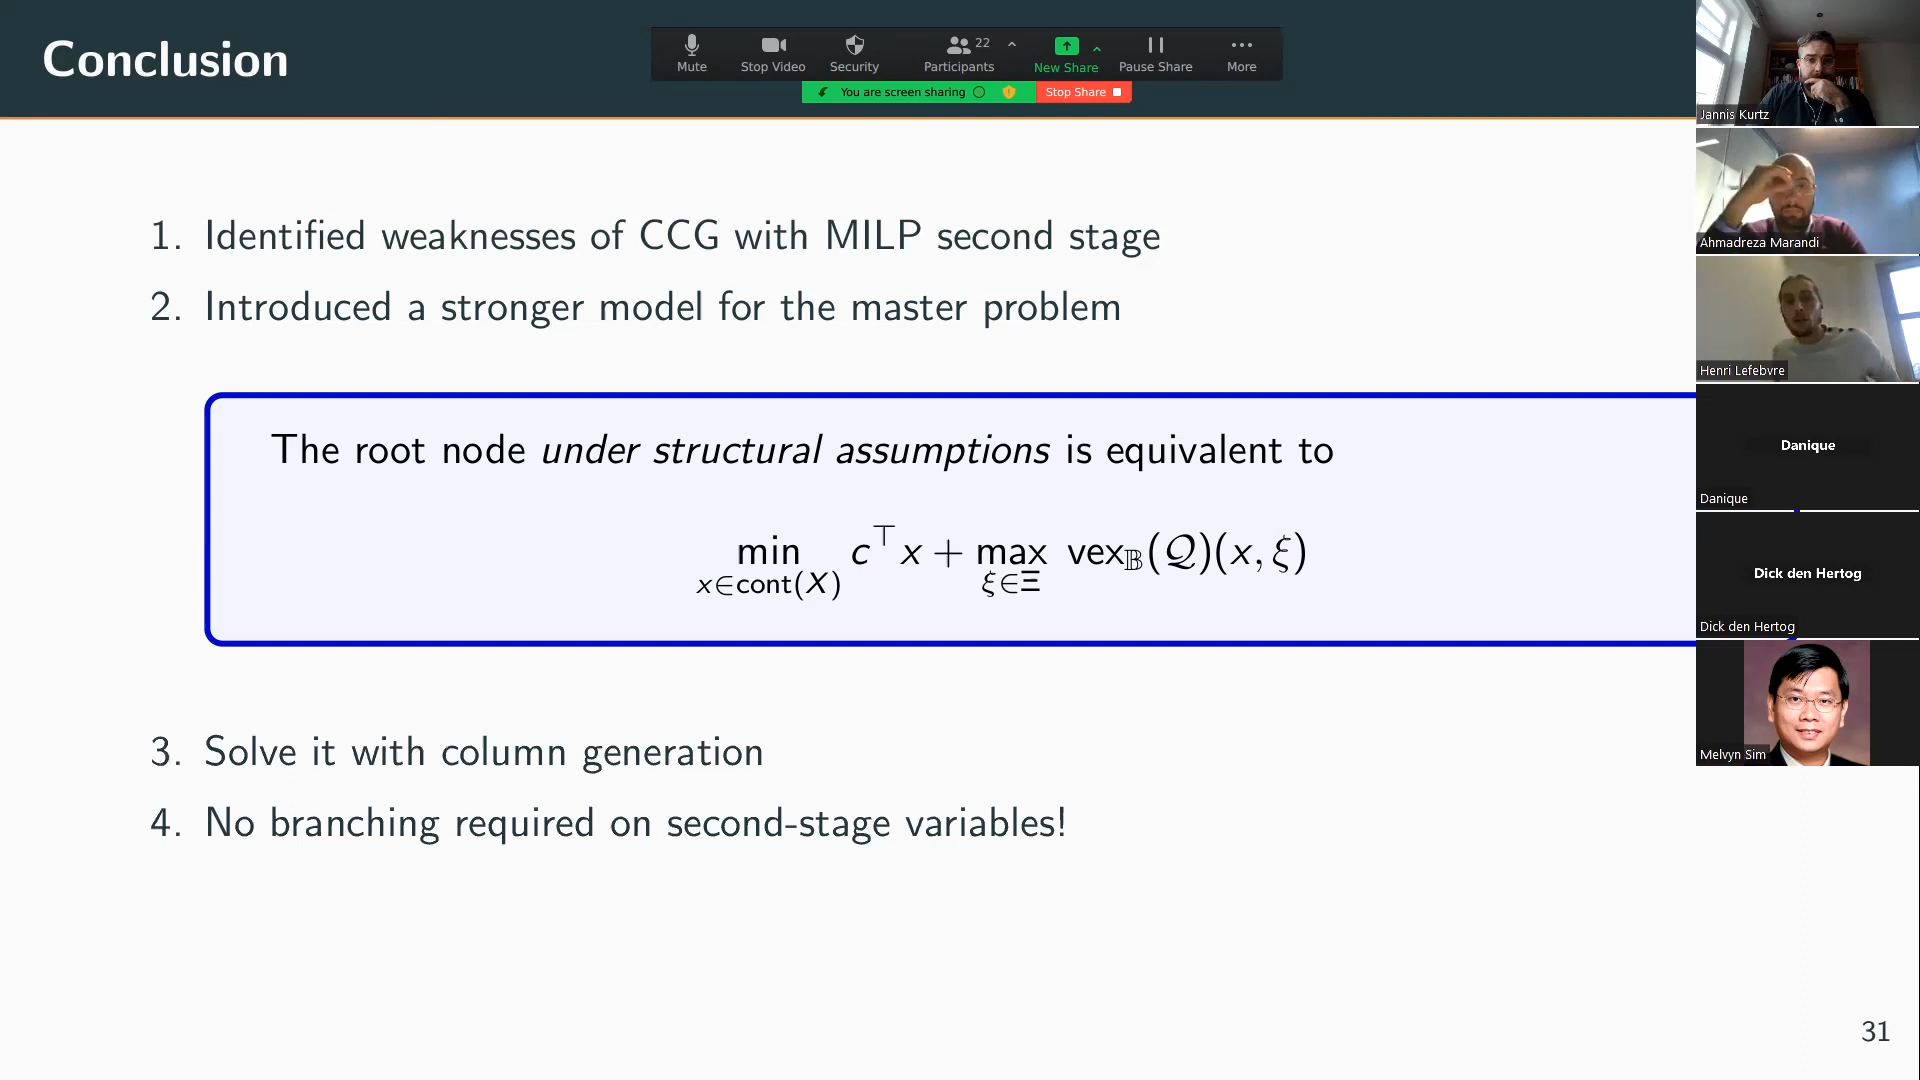 Conclusion
Mute
Stop Video
Security
Participants
22
New Share
Pause Share
More
You are screen sharing
Stop Share
1. Identified weaknesses of CCG with MILP second stage
2. Introduced a stronger model for the master problem
The root node under structural assumptions is equivalent to
min c⊤x + max vex𝔹(𝒬)(x, ξ)
x∈cont(X) ξ∈Ξ
3. Solve it with column generation
4. No branching required on second-stage variables!
31
Jannis Kurtz
Ahmadreza Marandi
Henri Lefebvre
Danique
Danique
Dick den Hertog
Dick den Hertog
Melvyn Sim